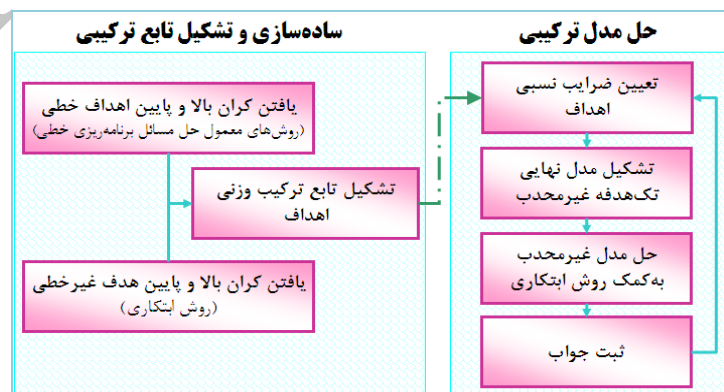 ساده‌سازی و تشکیل تابع ترکیبی
یافتن کران بالا و پایین اهداف خطی
(روش‌های معمول حل مسائل برنامه‌ریزی خطی)
تشکیل تابع ترکیب وزنی
اهداف
یافتن کران بالا و پایین هدف غیرخطی
(روش ابتکاری)
حل مدل ترکیبی
تعیین ضرایب نسبی
اهداف
تشکیل مدل نهایی
تک‌هدفه غیرمحدب
حل مدل غیرمحدب
به‌کمک روش ابتکاری
ثبت جواب